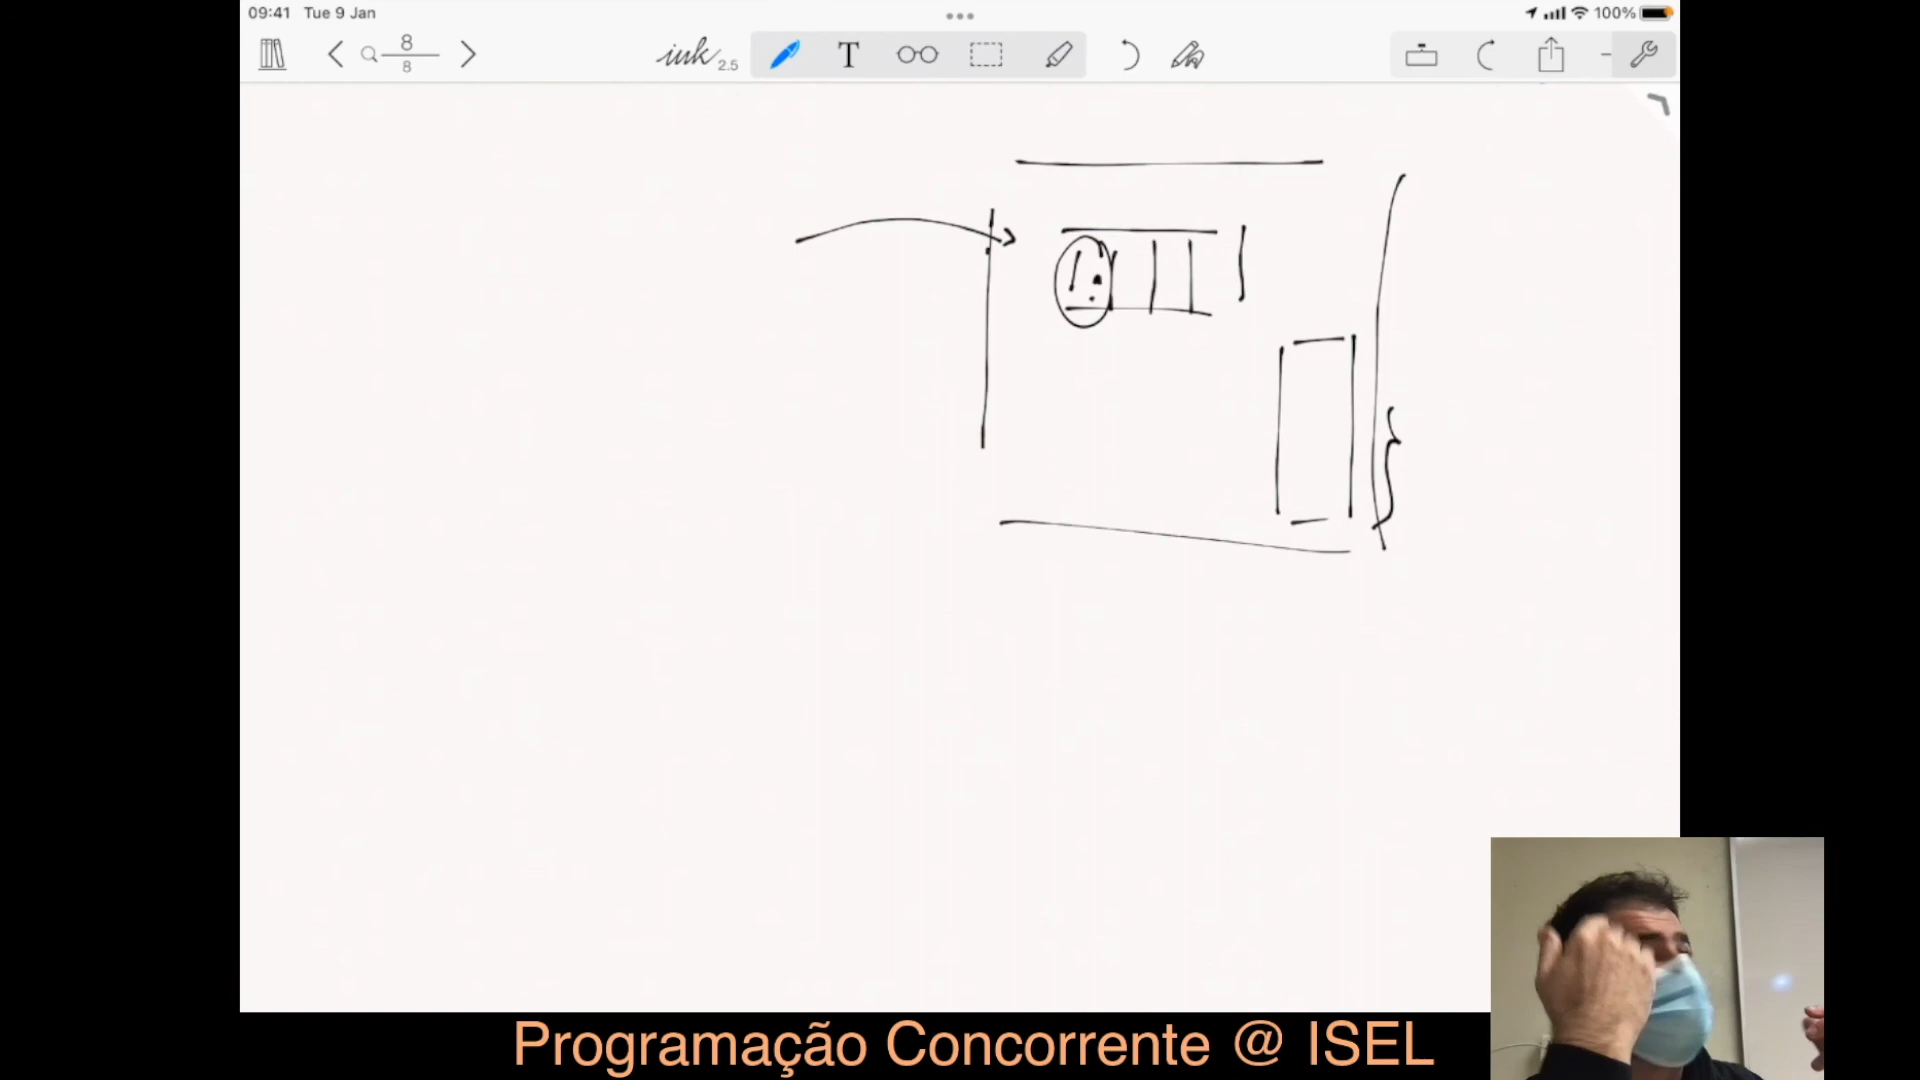 09:41 Tue 9 Jan
100%
8
8
ink 2.5
T
Programação Concorrente @ ISEL